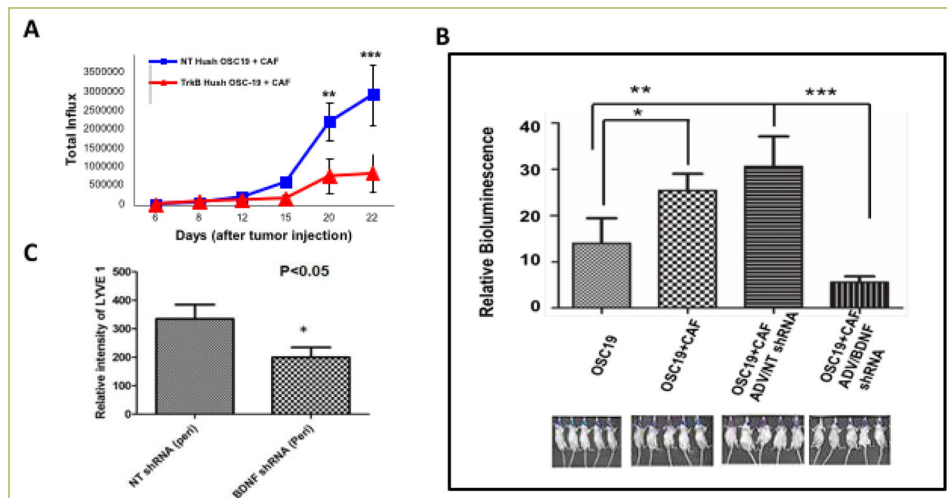 A
NT Hush OSC19 + CAF
TrkB Hush OSC-19 + CAF
***
**
Total Influx
3500000
3000000
2500000
2000000
1500000
1000000
500000
0
6 8 12 15 20 22
Days (after tumor injection)
B
**
***
*
Relative Bioluminescence
40
30
20
10
0
OSC19
OSC19+CAF
OSC19+CAF
ADV/NT shRNA
OSC19+CAF
ADV/BDNF
shRNA
C
P<0.05
*
Relative intensity of LYVE 1
500
400
300
200
100
0
NT shRNA (peri)
BDNF shRNA (Peri)